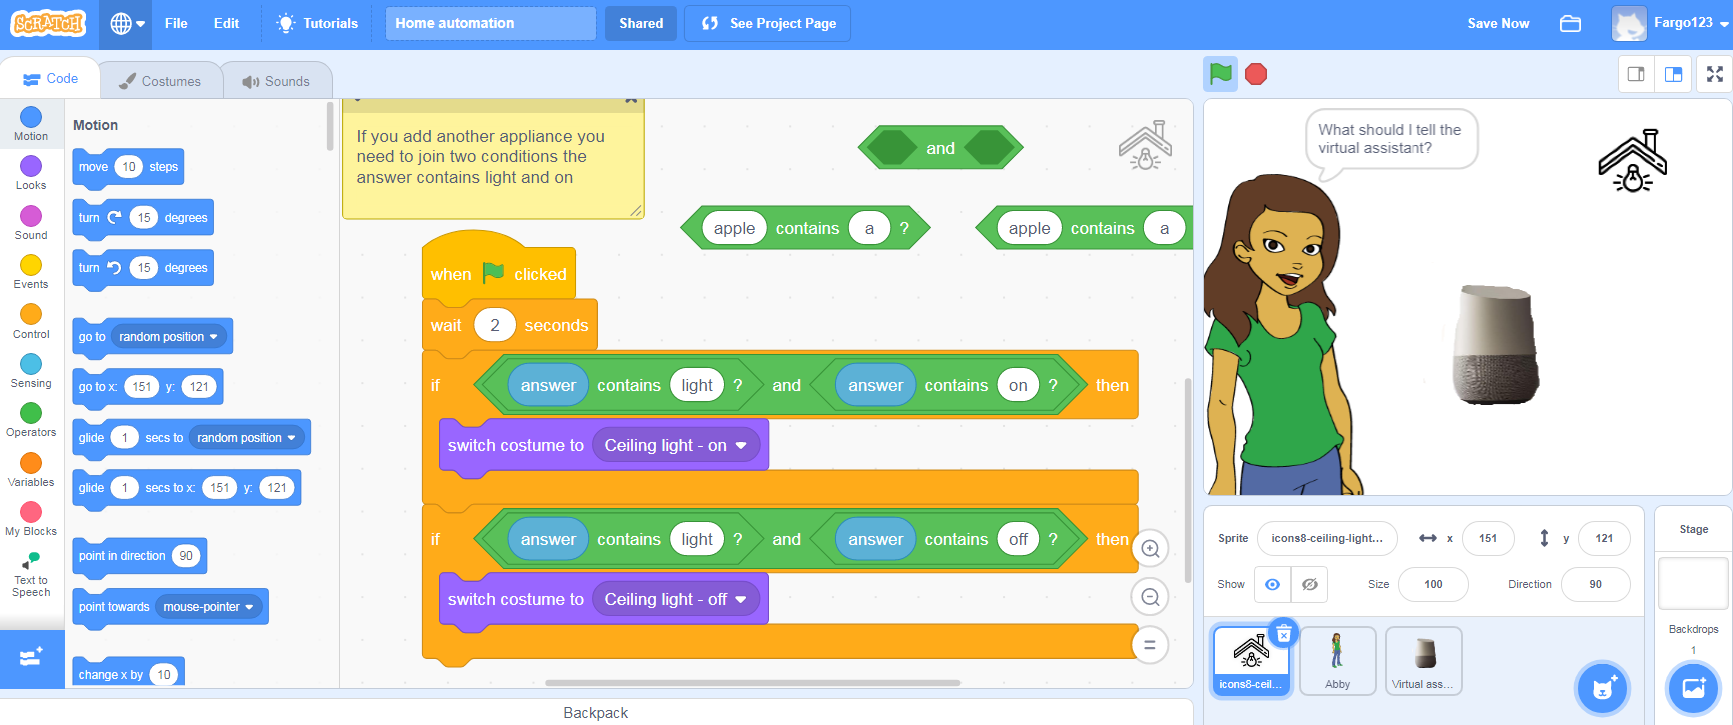 SCRATCH
File
Edit
Tutorials
Home automation
Shared
See Project Page
Save Now
Fargo123
Code
Costumes
Sounds
Motion
Looks
Sound
Events
Control
Sensing
Operators
Variables
My Blocks
Text to
Speech
Motion
move 10 steps
turn 15 degrees
turn 15 degrees
go to random position
go to x: 151 y: 121
glide 1 secs to random position
glide 1 secs to x: 151 y: 121
point in direction 90
point towards mouse-pointer
change x by 10
If you add another appliance you
need to join two conditions the
answer contains light and on
and
apple contains a ?
apple contains a
when clicked
wait 2 seconds
if answer contains light ? and answer contains on ? then
switch costume to Ceiling light - on
if answer contains light ? and answer contains off ? then
switch costume to Ceiling light - off
Backpack
What should I tell the
virtual assistant?
Sprite icons8-ceiling-light... x 151 y 121
Show Size 100 Direction 90
icons8-ceil...
Abby
Virtual ass...
Stage
Backdrops
1